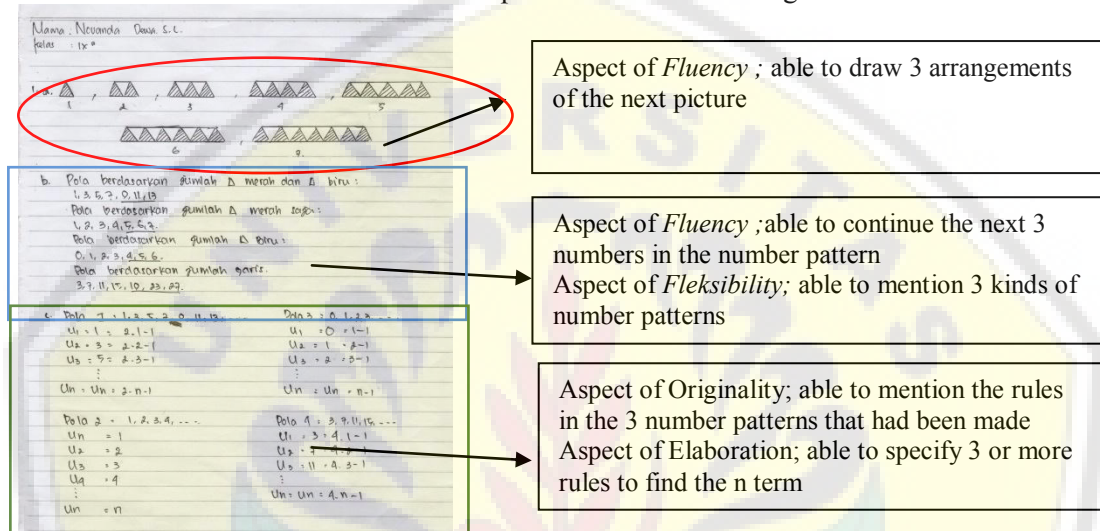 Nama : Novanda Dewn. S. C.
Kelas : IX
1. a.
1 , 2 , 3 , 4 , 5
6 , 7.
Aspect of Fluency ; able to draw 3 arrangements
of the next picture
b. Pola berdasarkan jumlah Δ merah dan Δ biru :
1, 3, 5, 7, 0, 11, 13
Pola berdasarkan jumlah Δ merah saja :
1, 2, 3, 4, 5, 6, 7.
Pola berdasarkan jumlah Δ Biru :
0, 1, 2, 3, 4, 5, 6.
Pola berdasarkan jumlah garis.
3, 7, 11, 15, 10, 23, 27.
Aspect of Fluency ;able to continue the next 3
numbers in the number pattern
Aspect of Fleksibility; able to mention 3 kinds of
number patterns
c. Pola 1 = 1, 3, 5, 7, 0, 11, 13 ....
U1 = 1 = 2.1-1
U2 = 3 = 2.2-1
U3 = 5 = 2.3-1
⋮
Un = Un = 2.n-1
Pola 3 = 0, 1, 2, 3 ...
U1 = 0 = 1-1
U2 = 1 = 2-1
U3 = 2 = 3-1
⋮
Un = Un = n-1
Pola 2 = 1, 2, 3, 4, ....
Un = 1
U2 = 2
U3 = 3
U4 = 4
⋮
Un = n
Pola 4 = 3, 7, 11, 15, ...
U1 = 3 = 4.1-1
U2 = 7 = 4.2-1
U3 = 11 = 4.3-1
Un = Un = 4.n-1
Aspect of Originality; able to mention the rules
in the 3 number patterns that had been made
Aspect of Elaboration; able to specify 3 or more
rules to find the n term